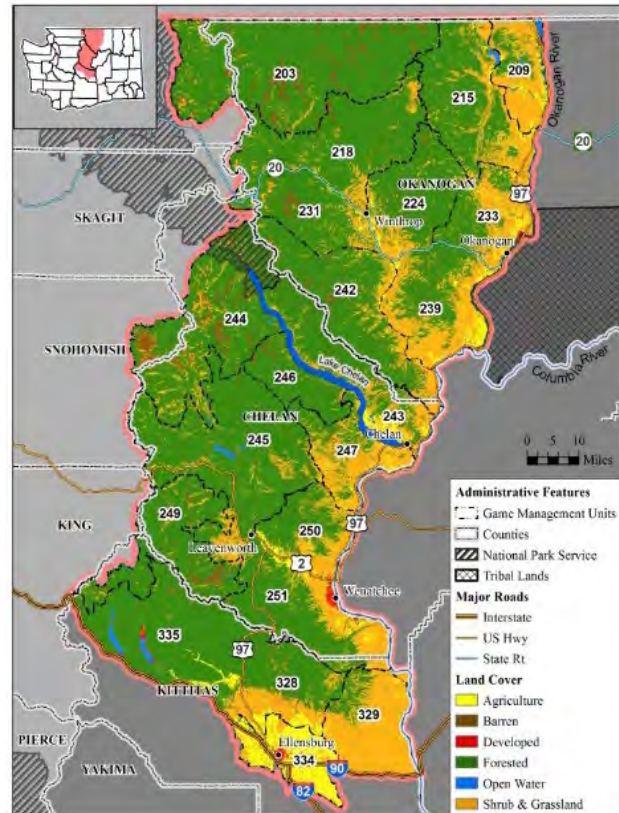 203
209
215
Okanogan River
20
218
20
OKANOGAN
97
224
231
233
Winthrop
SKAGIT
Okanogan
242
239
244
SNOHOMISH
Lake Chelan
Columbia River
246
CHELAN
243
245
Chelan
247
0 5 10
Miles
KING
249
250
97
Leavenworth
2
251
Wenatchee
335
97
328
KITTITAS
329
PIERCE
Ellensburg
YAKIMA
334
90
82
Administrative Features
Game Management Units
Counties
National Park Service
Tribal Lands
Major Roads
Interstate
US Hwy
State Rt
Land Cover
Agriculture
Barren
Developed
Forested
Open Water
Shrub & Grassland